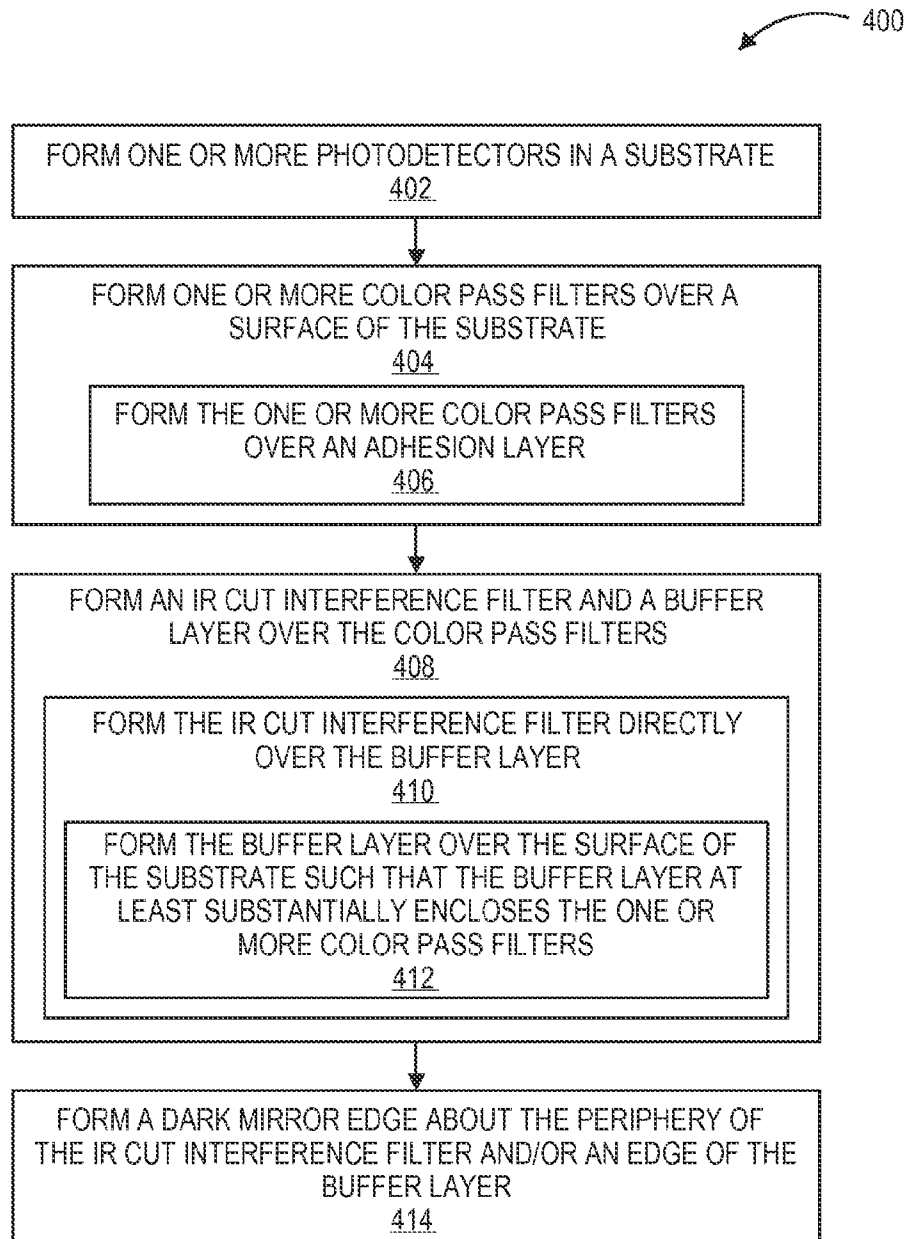 400
FORM ONE OR MORE PHOTODETECTORS IN A SUBSTRATE
402
FORM ONE OR MORE COLOR PASS FILTERS OVER A
SURFACE OF THE SUBSTRATE
404
FORM THE ONE OR MORE COLOR PASS FILTERS
OVER AN ADHESION LAYER
406
FORM AN IR CUT INTERFERENCE FILTER AND A BUFFER
LAYER OVER THE COLOR PASS FILTERS
408
FORM THE IR CUT INTERFERENCE FILTER DIRECTLY
OVER THE BUFFER LAYER
410
FORM THE BUFFER LAYER OVER THE SURFACE OF
THE SUBSTRATE SUCH THAT THE BUFFER LAYER AT
LEAST SUBSTANTIALLY ENCLOSES THE ONE OR
MORE COLOR PASS FILTERS
412
FORM A DARK MIRROR EDGE ABOUT THE PERIPHERY OF
THE IR CUT INTERFERENCE FILTER AND/OR AN EDGE OF THE
BUFFER LAYER
414